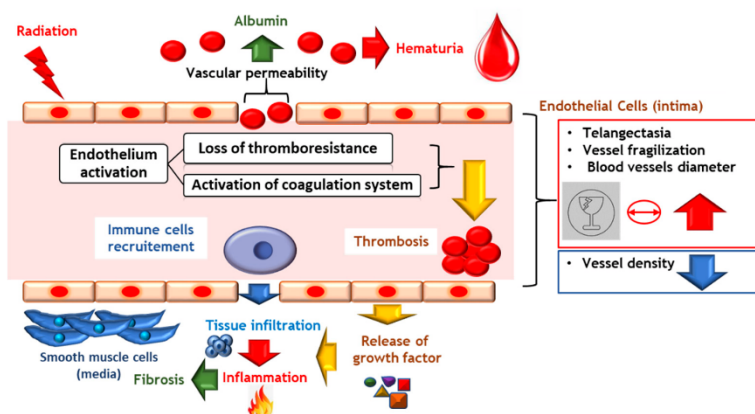 Radiation
Albumin
Hematuria
Vascular permeability
Endothelium
activation
Loss of thromboresistance
Activation of coagulation system
Immune cells
recruitement
Thrombosis
Endothelial Cells (intima)
• Telangectasia
• Vessel fragilization
• Blood vessels diameter
• Vessel density
Smooth muscle cells
(media)
Tissue infiltration
Fibrosis
Inflammation
Release of
growth factor